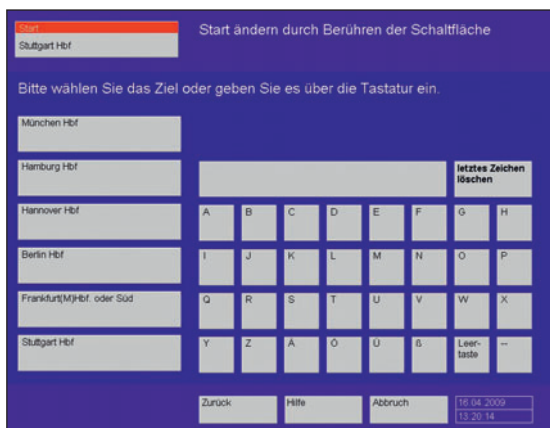 Start
Stuttgart Hbf
Start ändern durch Berühren der Schaltfläche
Bitte wählen Sie das Ziel oder geben Sie es über die Tastatur ein.
München Hbf
Hamburg Hbf
letztes Zeichen
löschen
Hannover Hbf
A B C D E F G H
Berlin Hbf
I J K L M N O P
Frankfurt(M)Hbf. oder Süd
Q R S T U V W X
Stuttgart Hbf
Y Z Ä Ö Ü ß Leer-
taste --
Zurück Hilfe Abbruch
16.04.2009
13:20:14